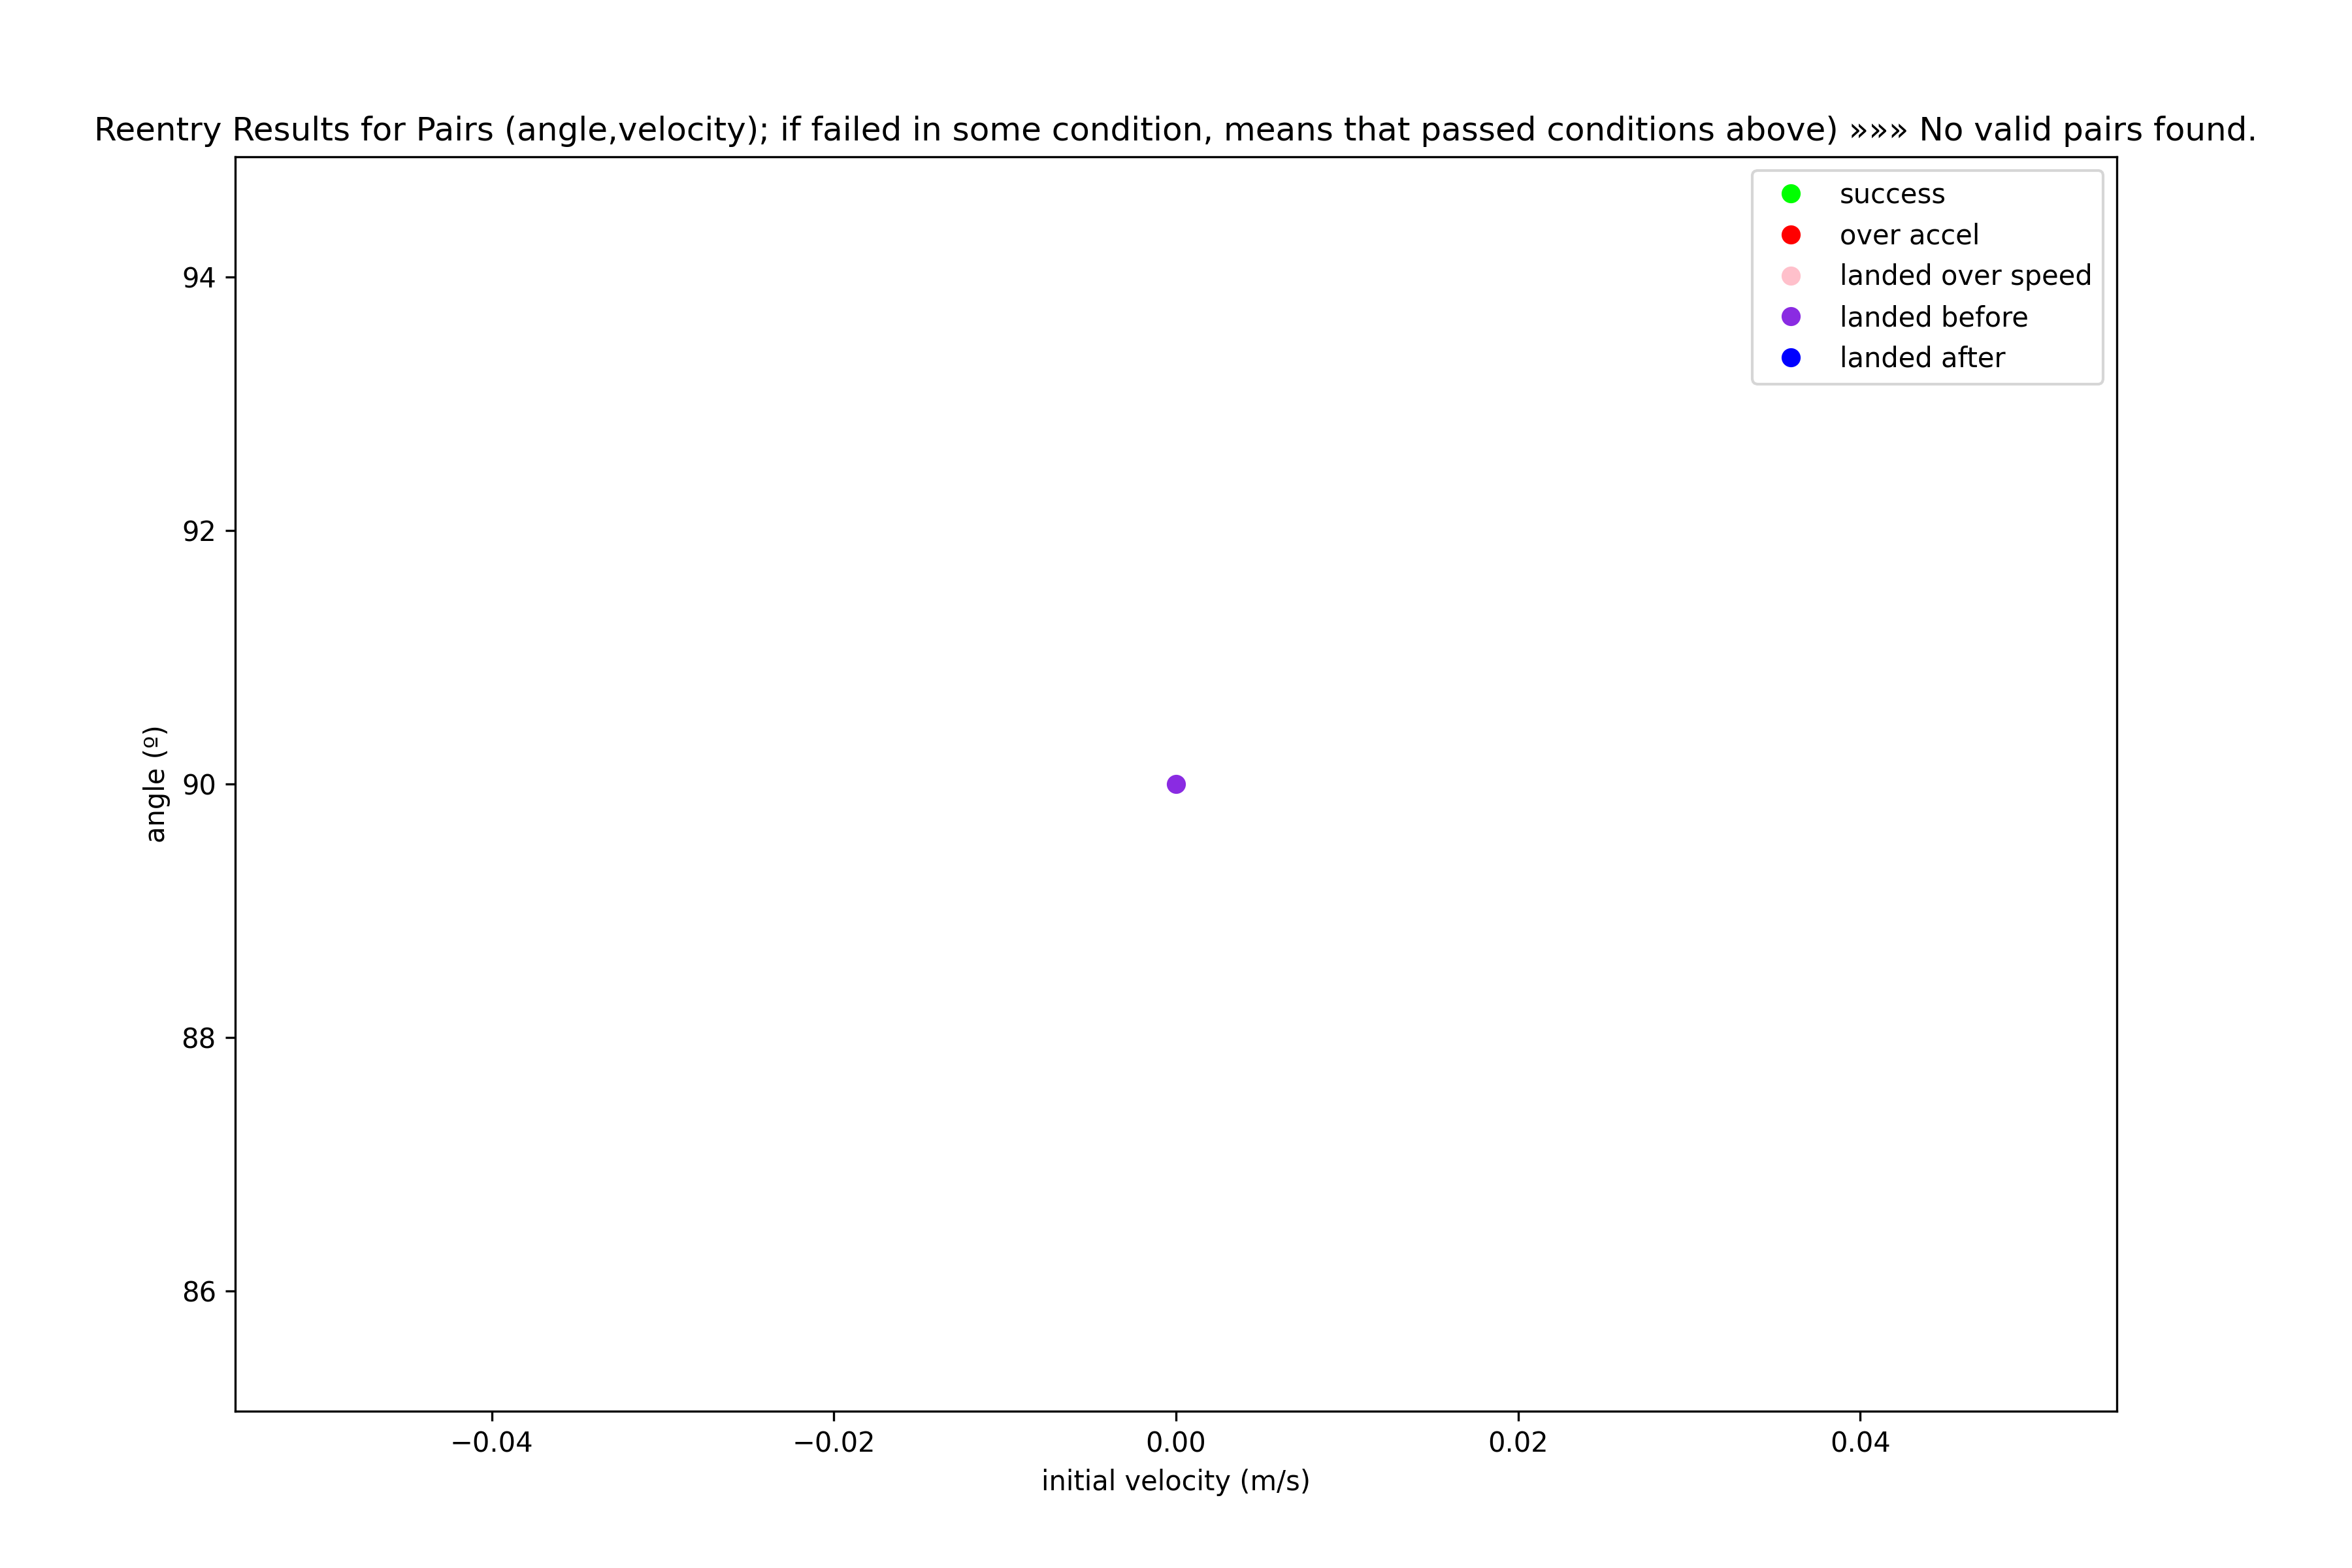 Reentry Results for Pairs (angle,velocity); if failed in some condition, means that passed conditions above) »»» No valid pairs found.
success
over accel
landed over speed
landed before
landed after
94
92
90
88
86
angle (º)
−0.04
−0.02
0.00
0.02
0.04
initial velocity (m/s)